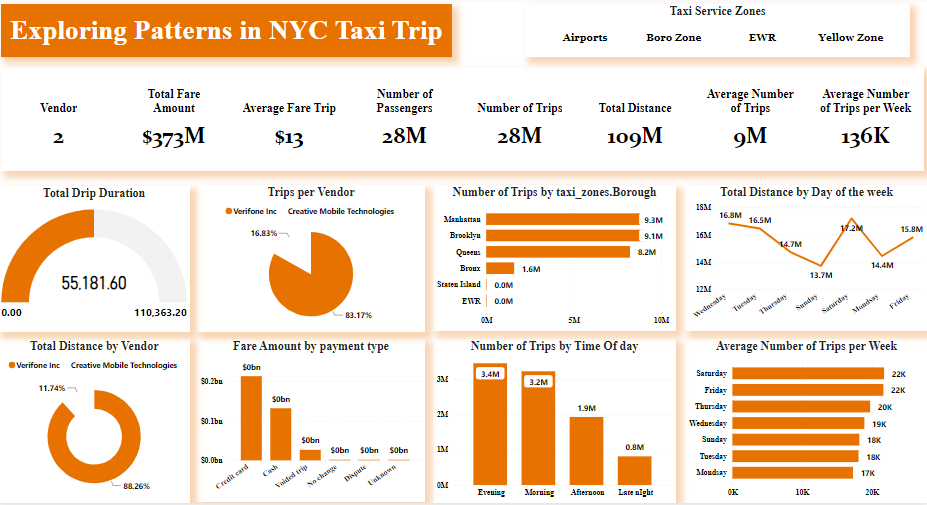 Exploring Patterns in NYC Taxi Trip
Taxi Service Zones
Airports Boro Zone EWR Yellow Zone
Vendor
2
Total Fare
Amount
$373M
Average Fare Trip
$13
Number of
Passengers
28M
Number of Trips
28M
Total Distance
109M
Average Number
of Trips
9M
Average Number
of Trips per Week
136K
Total Drip Duration
55,181.60
0.00 110,363.20
Trips per Vendor
Verifone Inc Creative Mobile Technologies
16.83%
83.17%
Number of Trips by taxi_zones.Borough
Manhattan 9.3M
Brooklyn 9.1M
Queens 8.2M
Bronx 1.6M
Staten Island 0.0M
EWR 0.0M
0M 5M 10M
Total Distance by Day of the week
18M
16M
14M
12M
16.8M 16.5M 14.7M 13.7M 17.2M 14.4M 15.8M
Wednesday Tuesday Thursday Sunday Saturday Monday Friday
Total Distance by Vendor
Verifone Inc Creative Mobile Technologies
11.74%
88.26%
Fare Amount by payment type
$0.2bn
$0.1bn
$0.0bn
$0bn $0bn $0bn $0bn $0bn $0bn
Credit card Cash Voided trip No change Dispute Unknown
Number of Trips by Time Of day
3M
2M
1M
0M
3.4M 3.2M 1.9M 0.8M
Evening Morning Afternoon Late nIght
Average Number of Trips per Week
Saturday 22K
Friday 22K
Thursday 20K
Wednesday 19K
Sunday 18K
Tuesday 18K
Monday 17K
0K 10K 20K